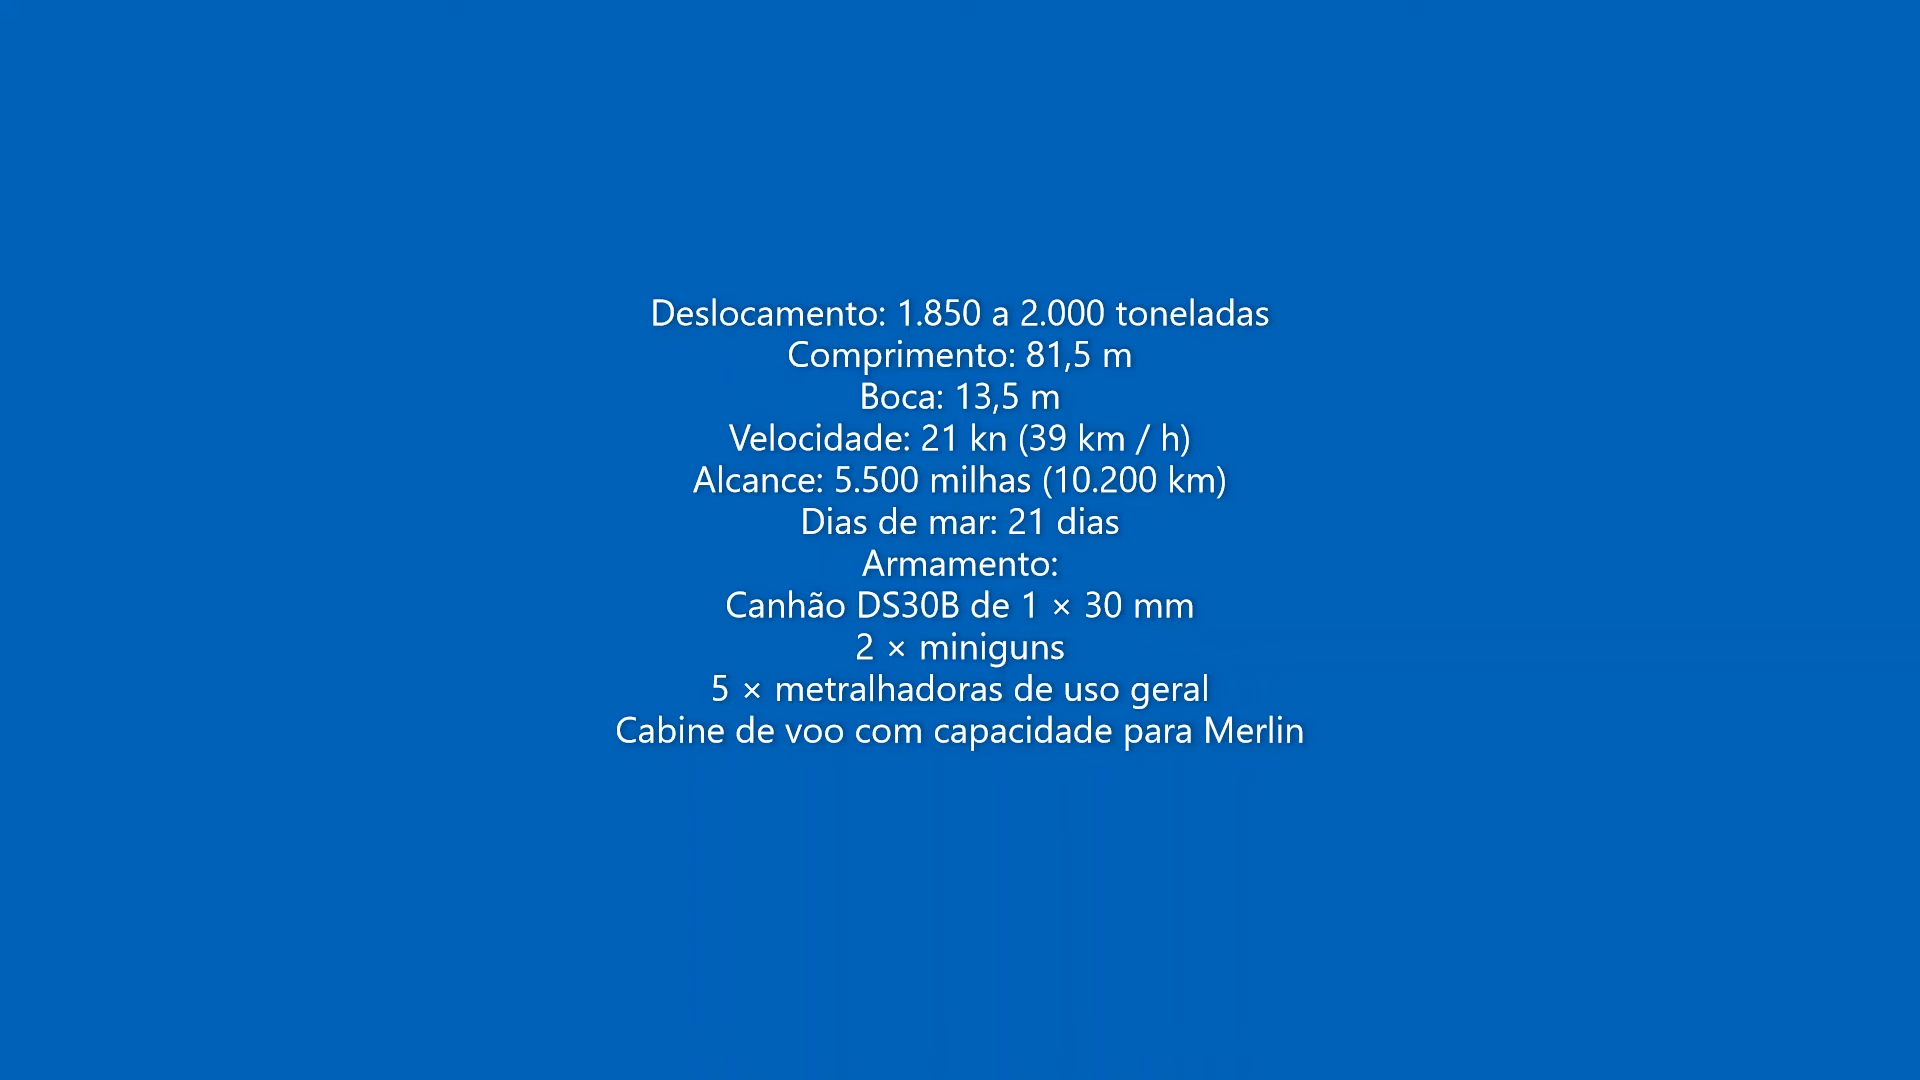 Deslocamento: 1.850 a 2.000 toneladas
Comprimento: 81,5 m
Boca: 13,5 m
Velocidade: 21 kn (39 km / h)
Alcance: 5.500 milhas (10.200 km)
Dias de mar: 21 dias
Armamento:
Canhão DS30B de 1 × 30 mm
2 × miniguns
5 × metralhadoras de uso geral
Cabine de voo com capacidade para Merlin